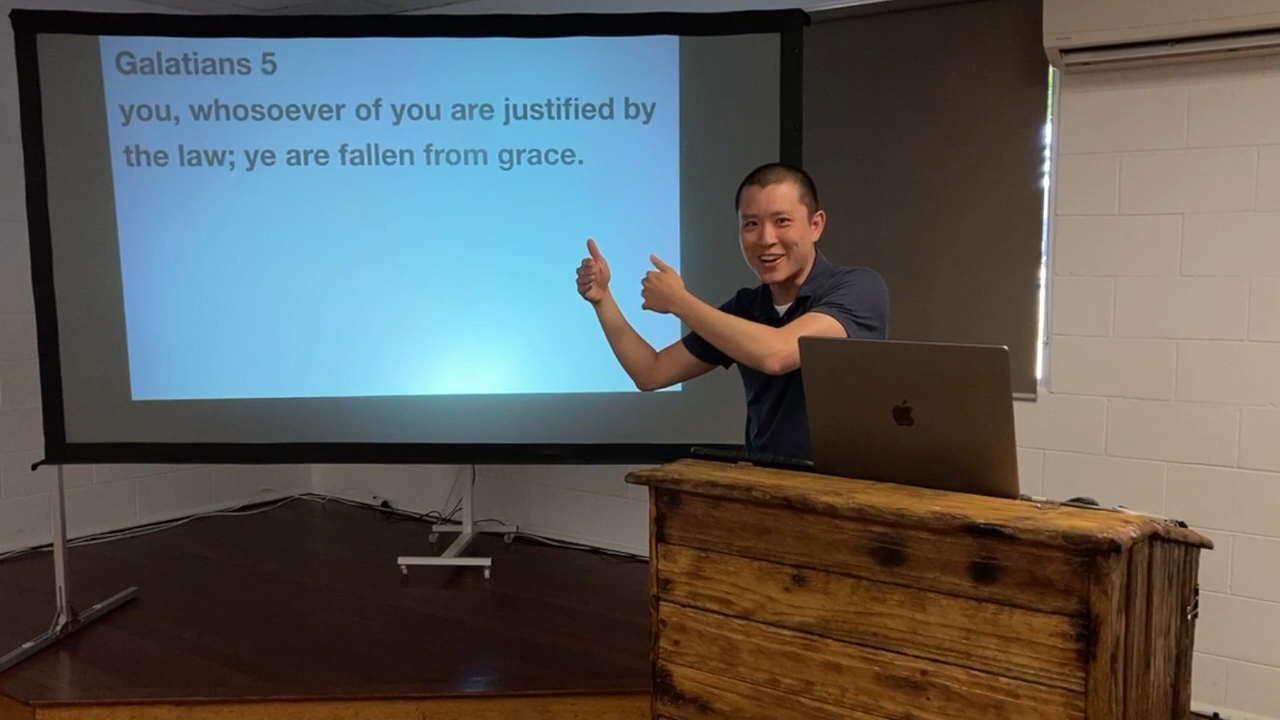 Galatians 5
you, whosoever of you are justified by
the law; ye are fallen from grace.